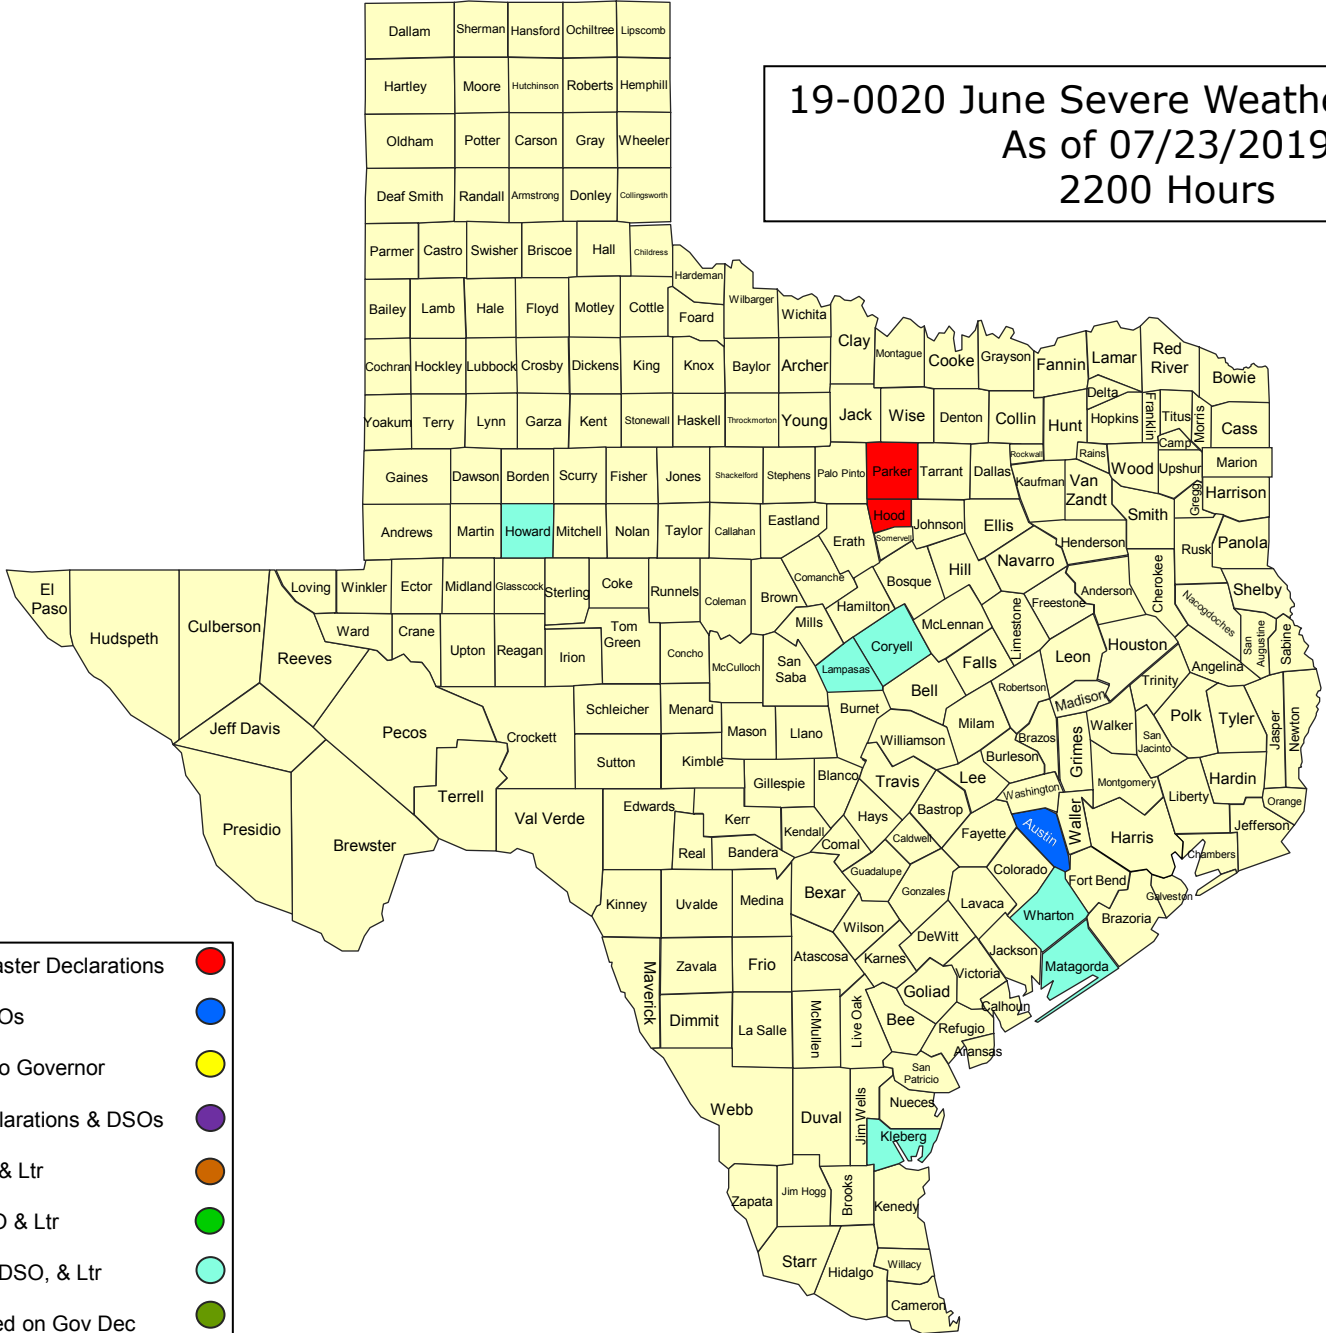 19-0020 June Severe Weathe
As of 07/23/2019
2200 Hours
Dallam Sherman Hansford Ochiltree Lipscomb
Hartley Moore Hutchinson Roberts Hemphill
Oldham Potter Carson Gray Wheeler
Deaf Smith Randall Armstrong Donley Collingsworth
Parmer Castro Swisher Briscoe Hall Childress
Hardeman
Bailey Lamb Hale Floyd Motley Cottle Foard Wilbarger Wichita
Clay Montague Cooke Grayson Fannin Lamar Red
River Bowie
Cochran Hockley Lubbock Crosby Dickens King Knox Baylor Archer
Delta
Yoakum Terry Lynn Garza Kent Stonewall Haskell Throckmorton Young Jack Wise Denton Collin Hunt Hopkins Franklin Titus Morris Cass
Camp
Gaines Dawson Borden Scurry Fisher Jones Shackelford Stephens Palo Pinto Parker Tarrant Dallas Rockwall Kaufman Rains Van
Zandt Wood Upshur Gregg Marion
Harrison
Andrews Martin Howard Mitchell Nolan Taylor Callahan Eastland Erath Hood Somervell Johnson Ellis Henderson Smith Rusk Panola
El
Paso Hudspeth Culberson Reeves Loving Winkler Ector Midland Glasscock Sterling Coke Runnels Coleman Brown Comanche Hamilton Bosque Hill Navarro Freestone Anderson Cherokee Nacogdoches Shelby
Ward Crane Upton Reagan Irion Tom
Green Concho McCulloch San
Saba Mills Lampasas Coryell McLennan Limestone Falls Leon Houston Angelina San
Augustine Sabine
Jeff Davis Pecos Crockett Schleicher Menard Mason Llano Burnet Bell Milam Robertson Madison Trinity Polk Tyler Jasper Newton
Sutton Kimble Gillespie Blanco Williamson Travis Lee Burleson Brazos Grimes Walker San
Jacinto
Presidio Brewster Terrell Val Verde Edwards Kerr Kendall Hays Bastrop Washington Montgomery Liberty Hardin Orange
Real Bandera Comal Caldwell Fayette Austin Waller Harris Jefferson Chambers
Kinney Uvalde Medina Bexar Guadalupe Gonzales Lavaca Colorado Fort Bend Galveston
Wilson DeWitt Wharton Brazoria
Maverick Zavala Frio Atascosa Karnes Jackson Matagorda
Victoria
Dimmit La Salle McMullen Live Oak Bee Goliad Calhoun
Refugio
Aransas
San
Patricio
Webb Duval Jim Wells Nueces
Kleberg
Zapata Jim Hogg Brooks Kenedy
Starr Hidalgo Willacy
Cameron
aster Declarations
Os
o Governor
larations & DSOs
& Ltr
O & Ltr
DSO, & Ltr
ed on Gov Dec